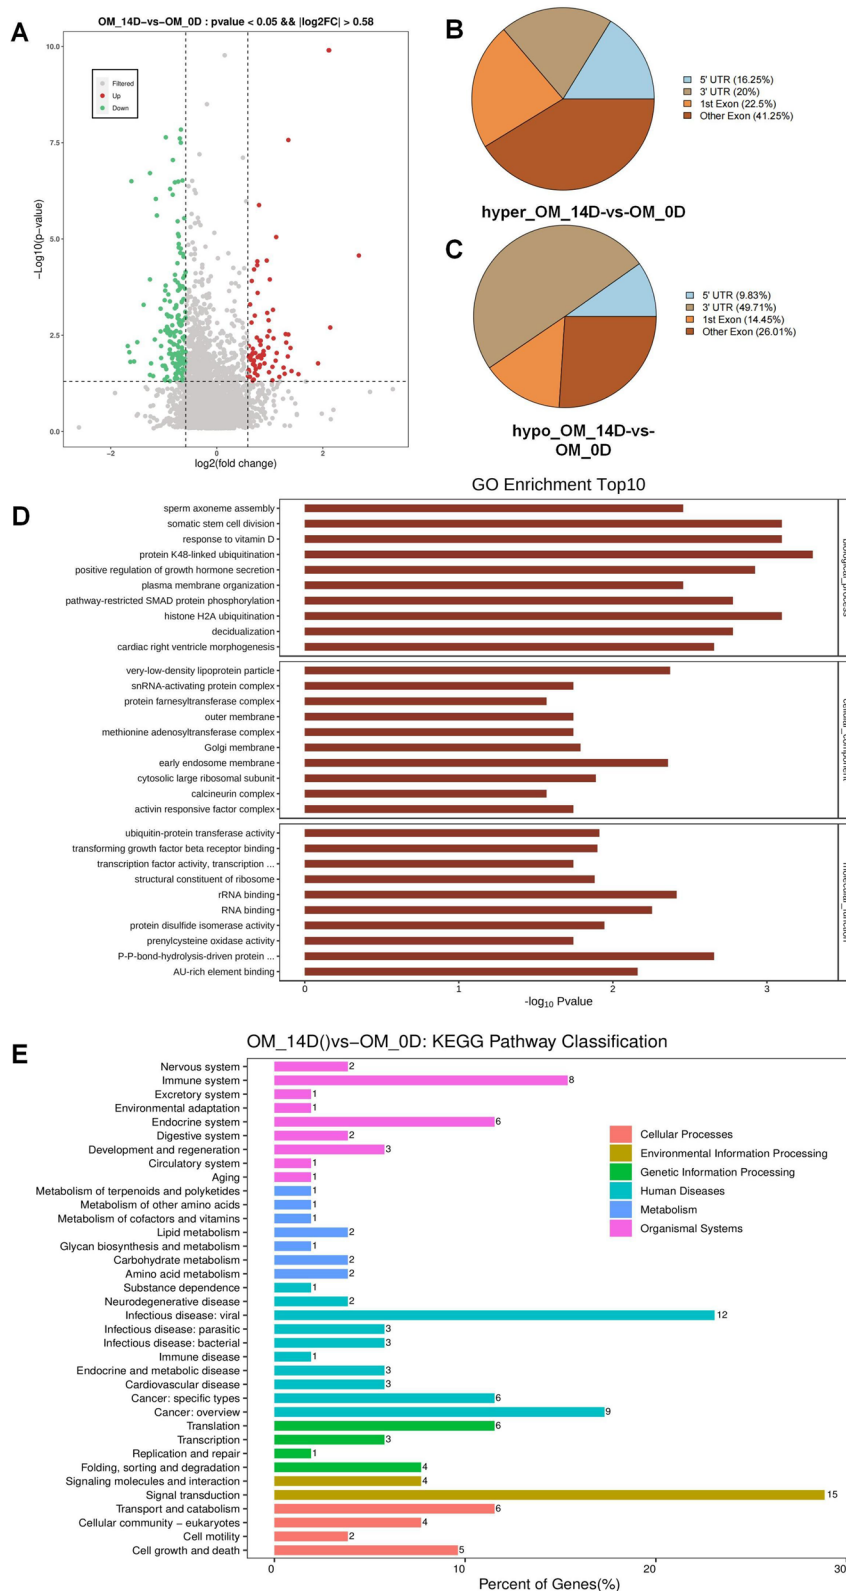 A
OM_14D-vs-OM_0D : pvalue < 0.05 && |log2FC| > 0.58
10.0
7.5
5.0
2.5
0.0
−Log10(p−value)
Filtered
Up
Down
−2
0
2
log2(fold change)
B
5' UTR (16.25%)
3' UTR (20%)
1st Exon (22.5%)
Other Exon (41.25%)
hyper_OM_14D-vs-OM_0D
C
5' UTR (9.83%)
3' UTR (49.71%)
1st Exon (14.45%)
Other Exon (26.01%)
hypo_OM_14D-vs-
OM_0D
D
GO Enrichment Top10
sperm axoneme assembly
somatic stem cell division
response to vitamin D
protein K48-linked ubiquitination
positive regulation of growth hormone secretion
plasma membrane organization
pathway-restricted SMAD protein phosphorylation
histone H2A ubiquitination
decidualization
cardiac right ventricle morphogenesis
very-low-density lipoprotein particle
snRNA-activating protein complex
protein farnesyltransferase complex
outer membrane
methionine adenosyltransferase complex
Golgi membrane
early endosome membrane
cytosolic large ribosomal subunit
calcineurin complex
activin responsive factor complex
ubiquitin-protein transferase activity
transforming growth factor beta receptor binding
transcription factor activity, transcription ...
structural constituent of ribosome
rRNA binding
RNA binding
protein disulfide isomerase activity
prenylcysteine oxidase activity
P-P-bond-hydrolysis-driven protein ...
AU-rich element binding
0
1
2
3
-log10 Pvalue
E
OM_14D()vs−OM_0D: KEGG Pathway Classification
Nervous system 2
Immune system 8
Excretory system 1
Environmental adaptation 1
Endocrine system 6
Digestive system 2
Development and regeneration 3
Circulatory system 1
Aging 1
Metabolism of terpenoids and polyketides 1
Metabolism of other amino acids 1
Metabolism of cofactors and vitamins 1
Lipid metabolism 2
Glycan biosynthesis and metabolism 1
Carbohydrate metabolism 2
Amino acid metabolism 2
Substance dependence 1
Neurodegenerative disease 2
Infectious disease: viral 12
Infectious disease: parasitic 3
Infectious disease: bacterial 3
Immune disease 1
Endocrine and metabolic disease 3
Cardiovascular disease 3
Cancer: specific types 6
Cancer: overview 9
Translation 6
Transcription 3
Replication and repair 1
Folding, sorting and degradation 4
Signaling molecules and interaction 4
Signal transduction 15
Transport and catabolism 6
Cellular community − eukaryotes 4
Cell motility 2
Cell growth and death 5
Cellular Processes
Environmental Information Processing
Genetic Information Processing
Human Diseases
Metabolism
Organismal Systems
0
10
20
30
Percent of Genes(%)